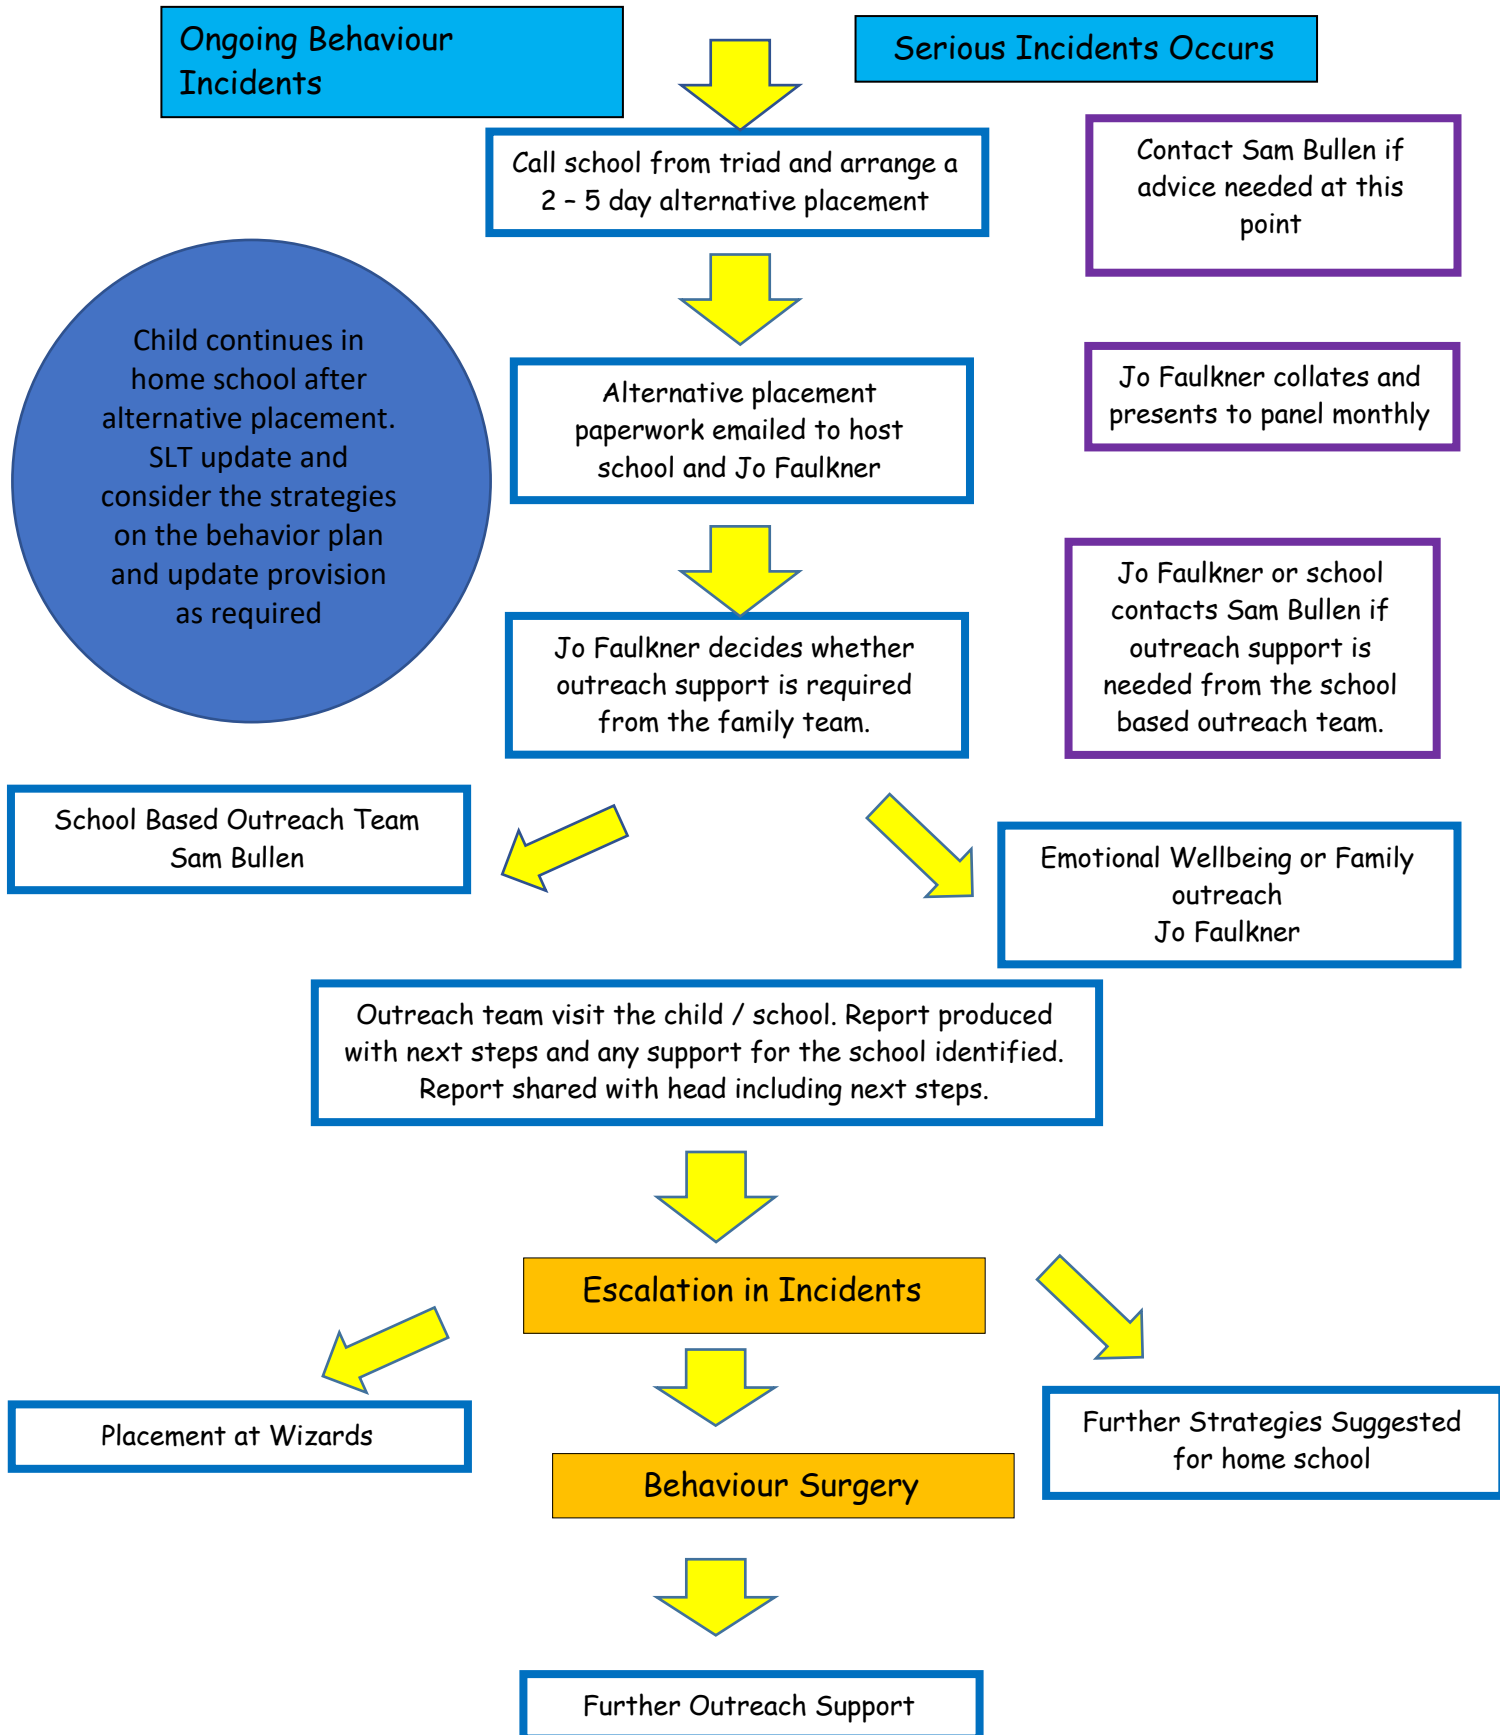 Ongoing Behaviour
Incidents
Serious Incidents Occurs
Call school from triad and arrange a
2 – 5 day alternative placement
Contact Sam Bullen if
advice needed at this
point
Child continues in
home school after
alternative placement.
SLT update and
consider the strategies
on the behavior plan
and update provision
as required
Alternative placement
paperwork emailed to host
school and Jo Faulkner
Jo Faulkner collates and
presents to panel monthly
Jo Faulkner decides whether
outreach support is required
from the family team.
Jo Faulkner or school
contacts Sam Bullen if
outreach support is
needed from the school
based outreach team.
School Based Outreach Team
Sam Bullen
Emotional Wellbeing or Family
outreach
Jo Faulkner
Outreach team visit the child / school. Report produced
with next steps and any support for the school identified.
Report shared with head including next steps.
Escalation in Incidents
Placement at Wizards
Further Strategies Suggested
for home school
Behaviour Surgery
Further Outreach Support